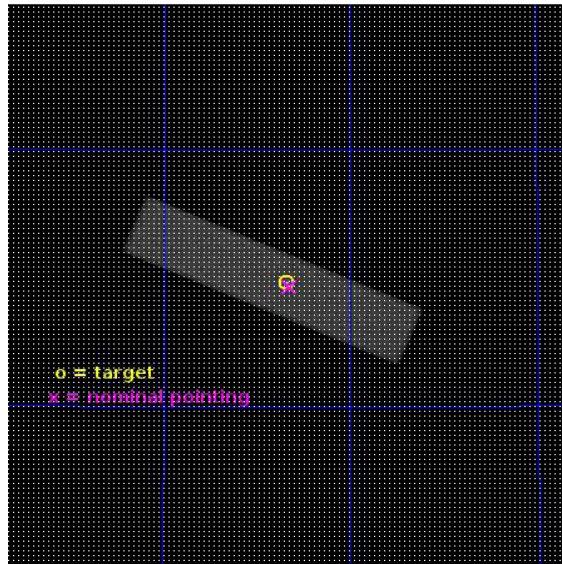 o = target
x = nominal pointing